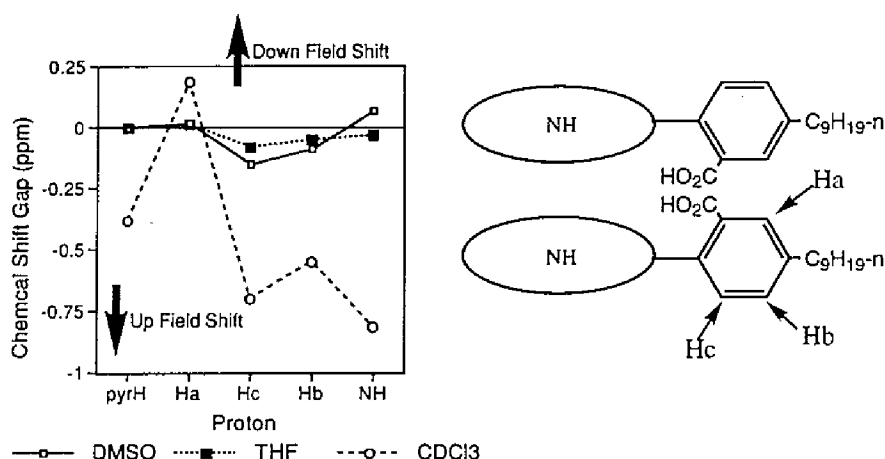 Down Field Shift
0.25
0
-0.25
-0.5
-0.75
-1
Chemcal Shift Gap (ppm)
Up Field Shift
pyrH Ha Hc Hb NH
Proton
DMSO THF CDCl3
NH
C9H19-n
HO2C
HO2C
Ha
NH
C9H19-n
Hc
Hb